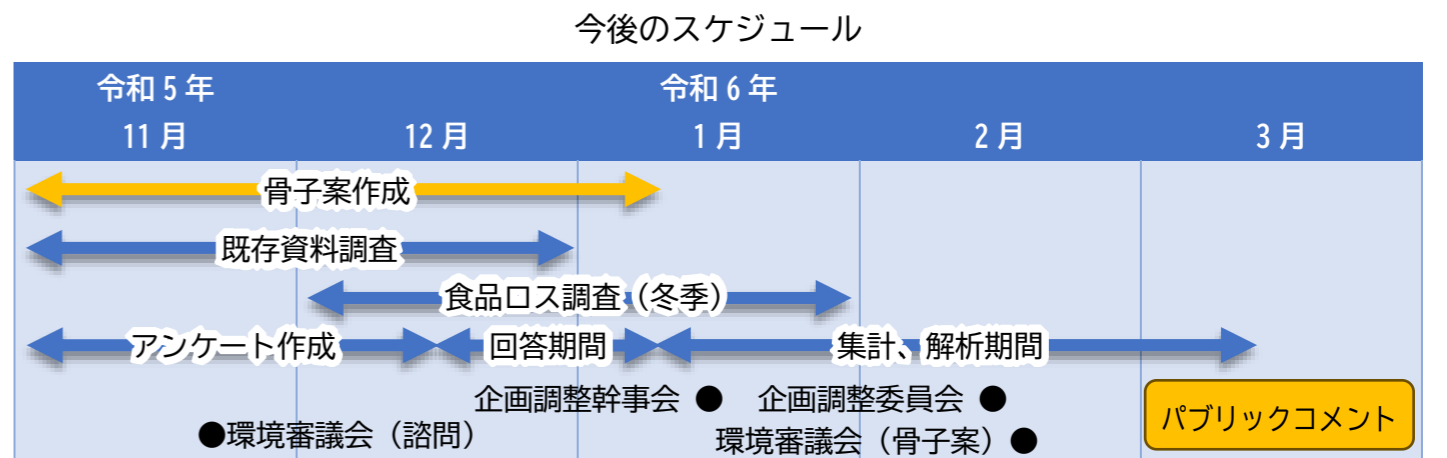 今後のスケジュール
令和5年 令和6年
11月 12月 1月 2月 3月
骨子案作成
既存資料調査
食品ロス調査（冬季）
アンケート作成 回答期間 集計、解析期間
企画調整幹事会 ● 企画調整委員会 ●
●環境審議会（諮問） 環境審議会（骨子案）●
パブリックコメント